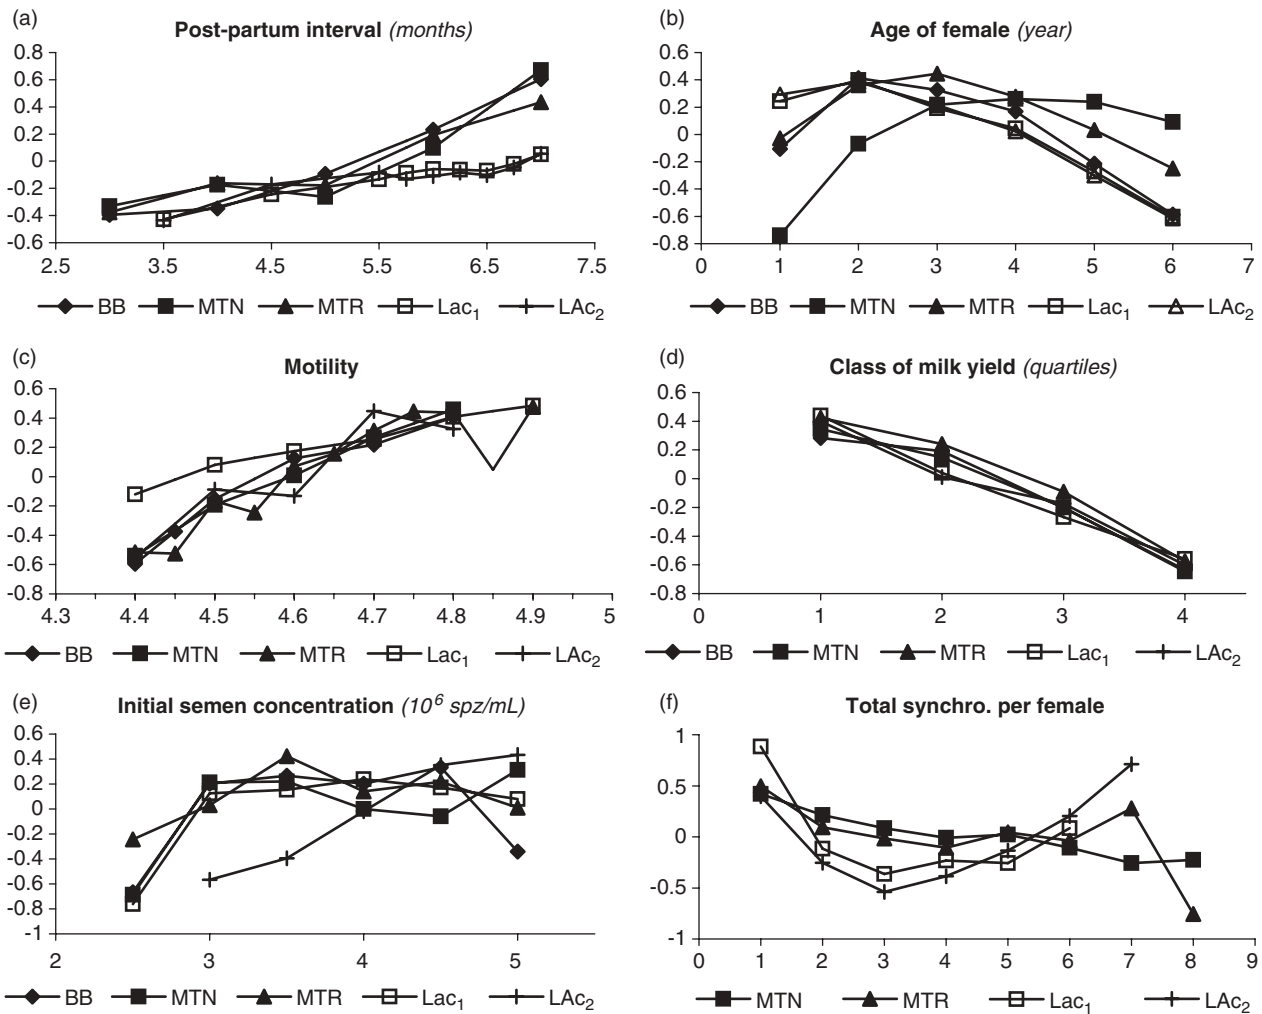 (a) Post-partum interval (months)
0.8
0.6
0.4
0.2
0
-0.2
-0.4
-0.6
2.5 3.5 4.5 5.5 6.5 7.5
BB MTN MTR Lac1 LAc2
(b) Age of female (year)
0.6
0.4
0.2
0
-0.2
-0.4
-0.6
-0.8
0 1 2 3 4 5 6 7
BB MTN MTR Lac1 LAc2
(c) Motility
0.6
0.4
0.2
0
-0.2
-0.4
-0.6
-0.8
4.3 4.4 4.5 4.6 4.7 4.8 4.9 5
BB MTN MTR Lac1 LAc2
(d) Class of milk yield (quartiles)
0.6
0.4
0.2
0
-0.2
-0.4
-0.6
-0.8
0 1 2 3 4
BB MTN MTR Lac1 LAc2
(e) Initial semen concentration (10⁶ spz/mL)
0.6
0.4
0.2
0
-0.2
-0.4
-0.6
-0.8
-1
2 3 4 5
BB MTN MTR Lac1 LAc2
(f) Total synchro. per female
1
0.5
0
-0.5
-1
0 1 2 3 4 5 6 7 8 9
MTN MTR Lac1 LAc2